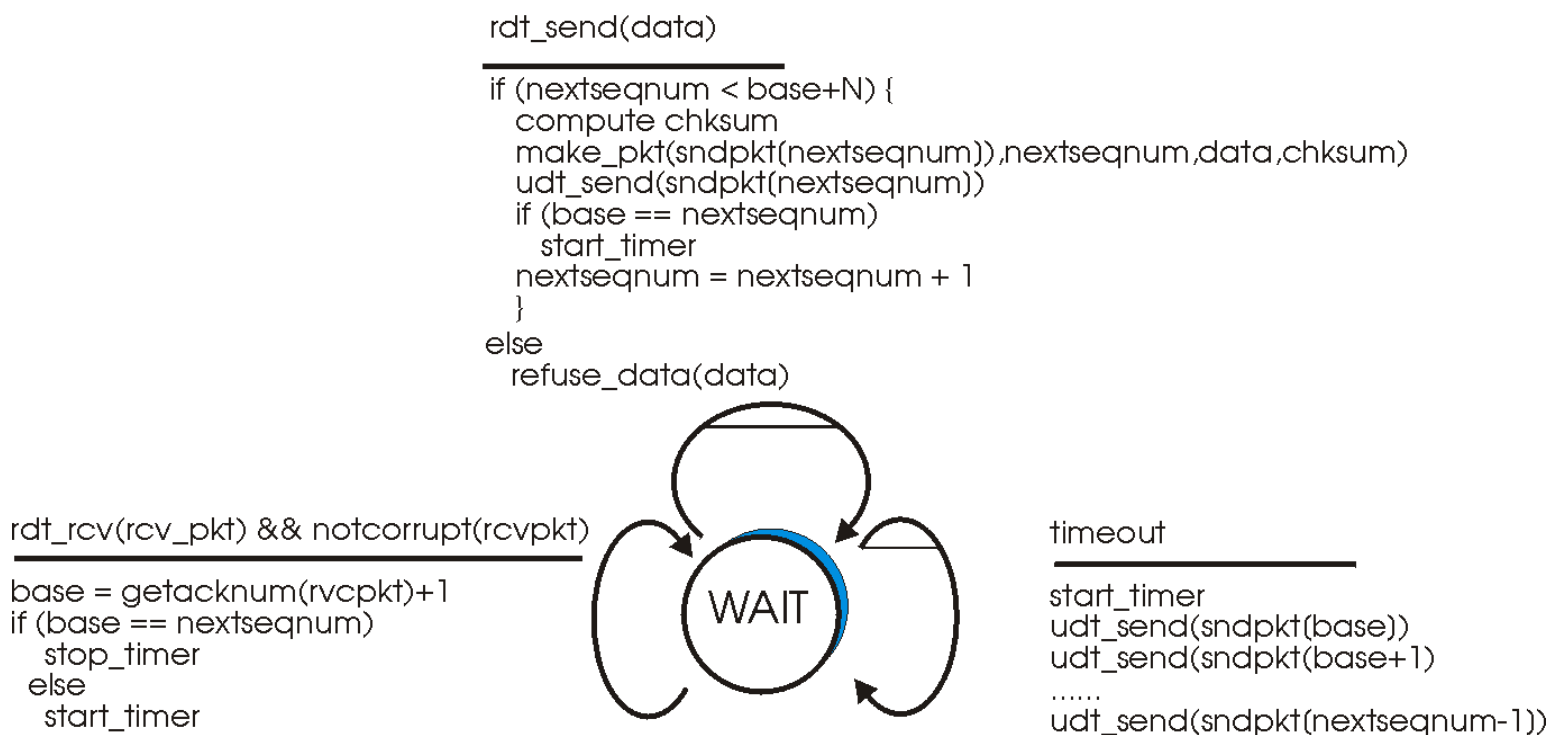 rdt_send(data)
if (nextseqnum < base+N) {
compute chksum
make_pkt(sndpkt(nextseqnum)),nextseqnum,data,chksum)
udt_send(sndpkt(nextseqnum))
if (base == nextseqnum)
start_timer
nextseqnum = nextseqnum + 1
}
else
refuse_data(data)
rdt_rcv(rcv_pkt) && notcorrupt(rcvpkt)
base = getacknum(rvcpkt)+1
if (base == nextseqnum)
stop_timer
else
start_timer
WAIT
timeout
start_timer
udt_send(sndpkt(base))
udt_send(sndpkt(base+1)
......
udt_send(sndpkt(nextseqnum-1))